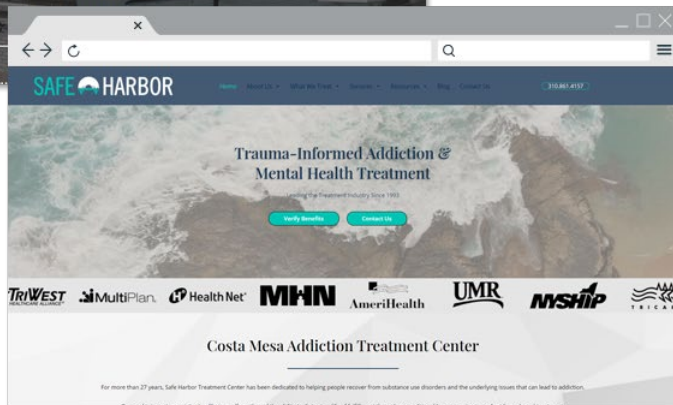 SAFE HARBOR
Home About Us What We Treat Services Resources Blog Contact Us 310.861.4157
Trauma-Informed Addiction &
Mental Health Treatment
Leading the Treatment Industry Since 1993
Verify Benefits Contact Us
TRIWEST HEALTHCARE ALLIANCE MultiPlan. Health Net MHN AmeriHealth UMR NYSHIP TRICAR
Costa Mesa Addiction Treatment Center
For more than 27 years, Safe Harbor Treatment Center has been dedicated to helping people recover from substance use disorders and the underlying issues that can lead to addiction.